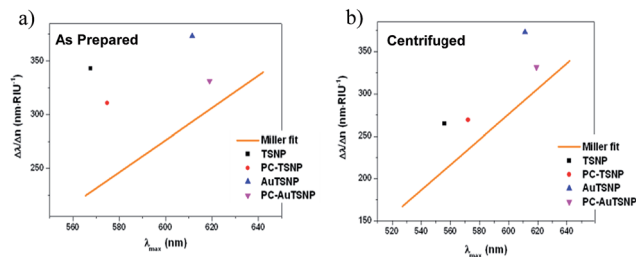 a)
As Prepared
Δλ/Δn (nm·RIU⁻¹)
350
300
250
560
580
600
620
640
λmax (nm)
Miller fit
TSNP
PC-TSNP
AuTSNP
PC-AuTSNP
b)
Centrifuged
Δλ/Δn (nm·RIU⁻¹)
350
300
250
200
150
520
540
560
580
600
620
640
λmax (nm)
Miller fit
TSNP
PC-TSNP
AuTSNP
PC-AuTSNP